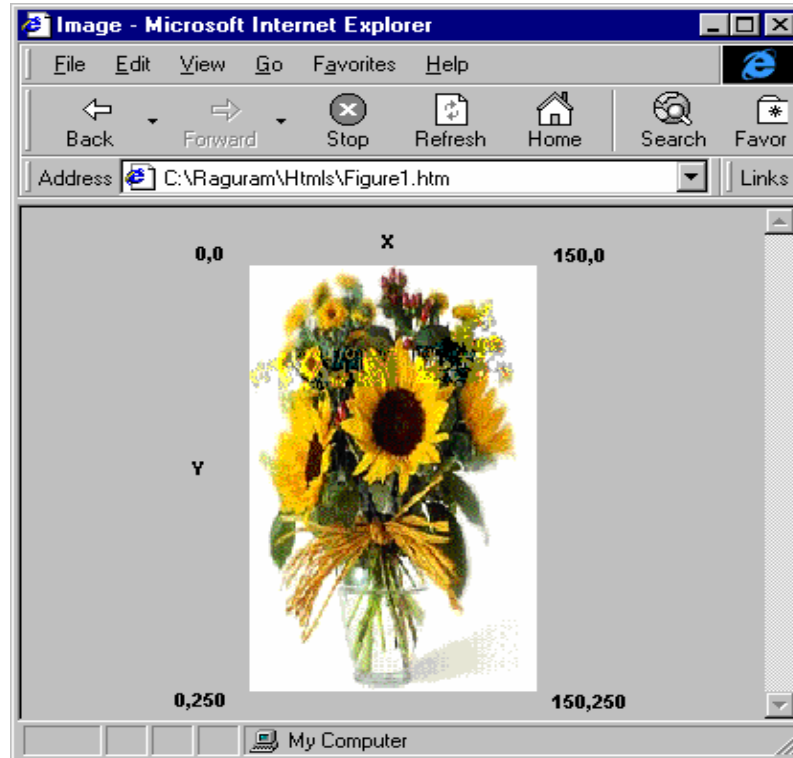 Image - Microsoft Internet Explorer
File Edit View Go Favorites Help
Back Forward Stop Refresh Home Search Favor
Address C:\Raguram\Htmls\Figure1.htm Links
0,0 X 150,0
Y
0,250 150,250
My Computer